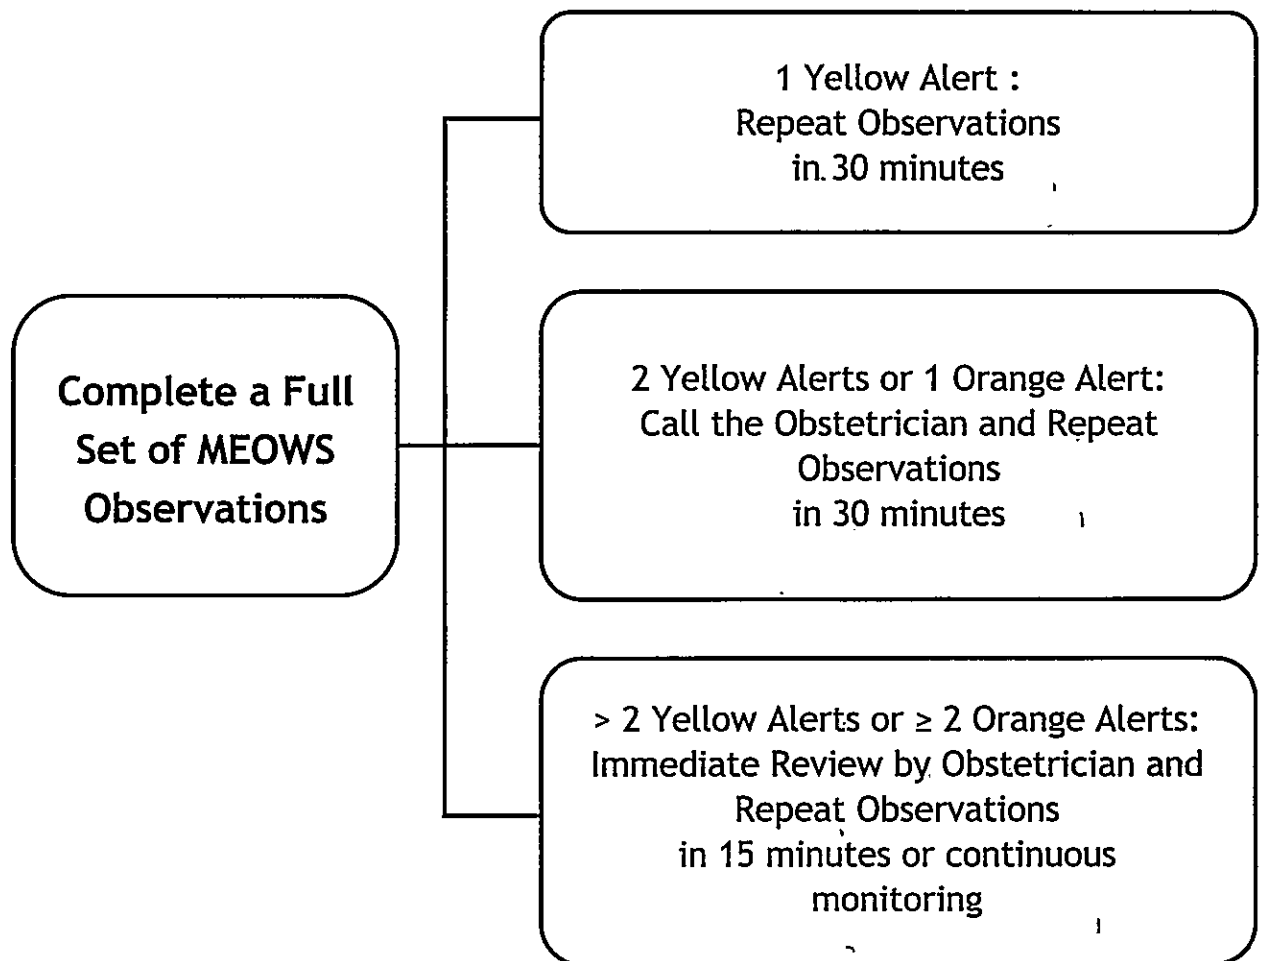 Complete a Full
Set of MEOWS
Observations
1 Yellow Alert :
Repeat Observations
in 30 minutes
2 Yellow Alerts or 1 Orange Alert:
Call the Obstetrician and Repeat
Observations
in 30 minutes
> 2 Yellow Alerts or ≥ 2 Orange Alerts:
Immediate Review by Obstetrician and
Repeat Observations
in 15 minutes or continuous
monitoring